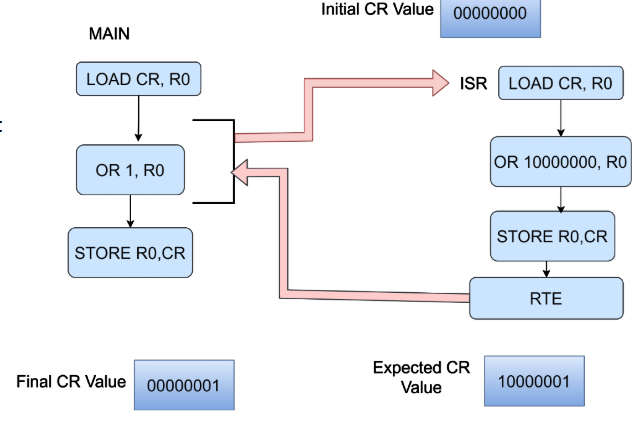 Initial CR Value
00000000
MAIN
LOAD CR, R0
OR 1, R0
STORE R0,CR
ISR
LOAD CR, R0
OR 10000000, R0
STORE R0,CR
RTE
Final CR Value
00000001
Expected CR
Value
10000001